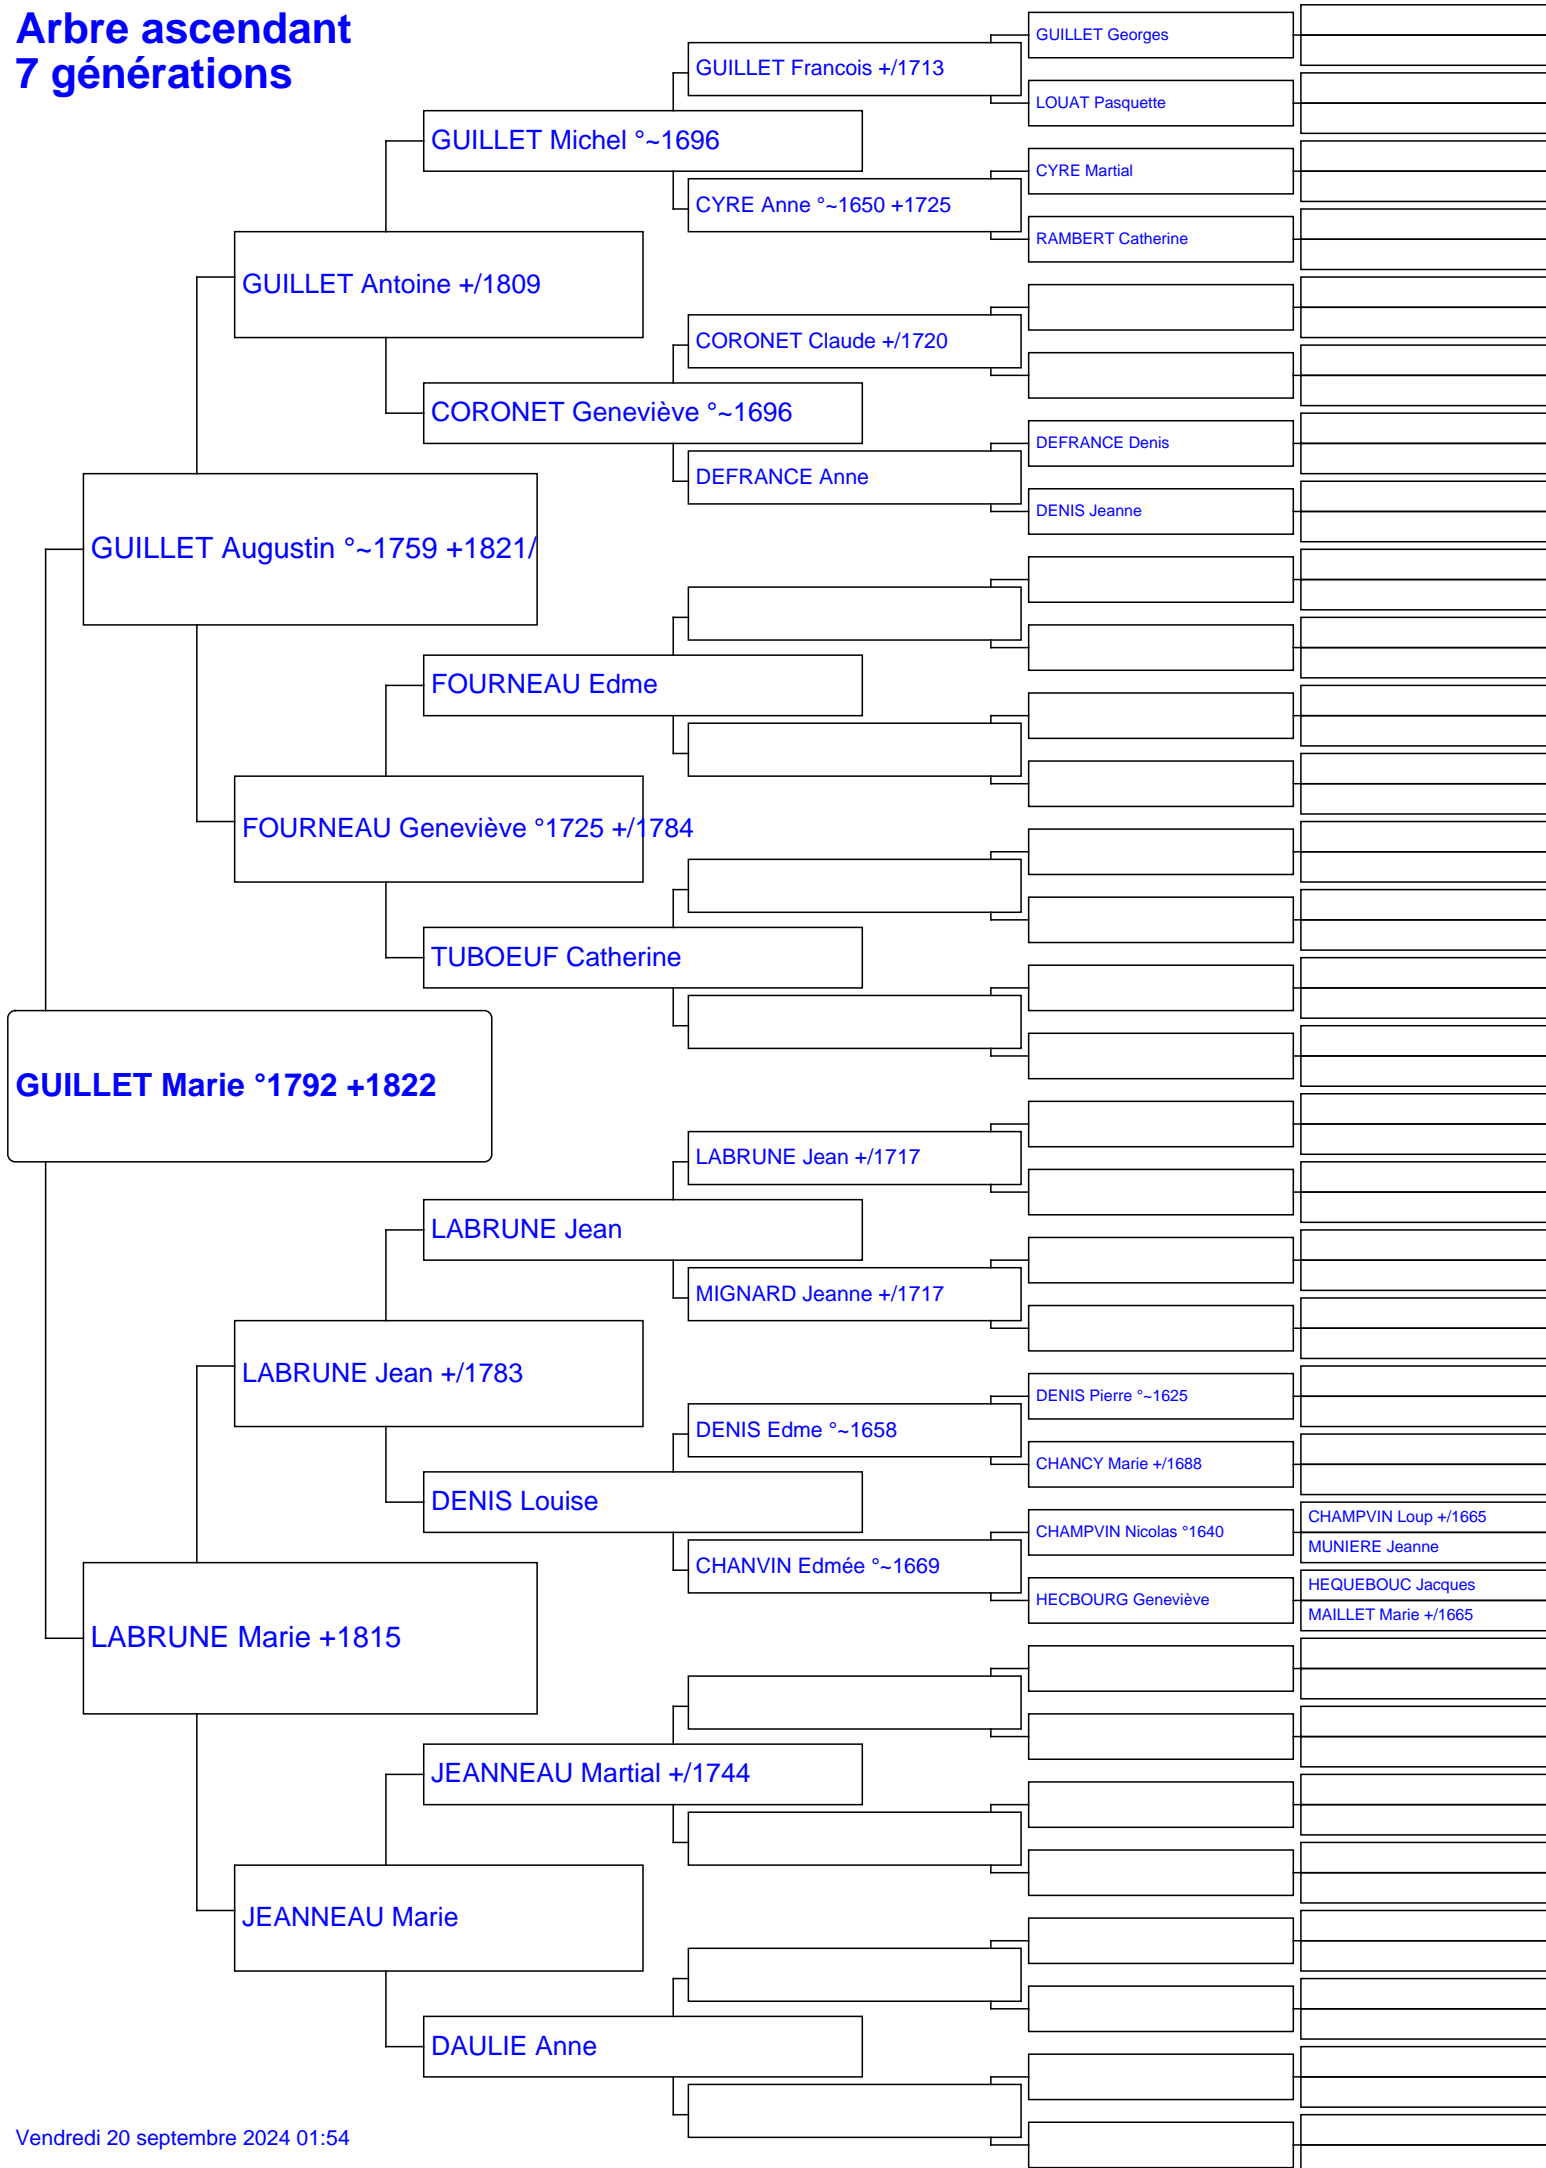 Arbre ascendant
7 générations
GUILLET Georges
GUILLET Francois +/1713
LOUAT Pasquette
GUILLET Michel °~1696
CYRE Martial
CYRE Anne °~1650 +1725
RAMBERT Catherine
GUILLET Antoine +/1809
CORONET Claude +/1720
CORONET Geneviève °~1696
DEFRANCE Denis
DEFRANCE Anne
DENIS Jeanne
GUILLET Augustin °~1759 +1821/
FOURNEAU Edme
FOURNEAU Geneviève °1725 +/1784
TUBOEUF Catherine
GUILLET Marie °1792 +1822
LABRUNE Jean +/1717
LABRUNE Jean
MIGNARD Jeanne +/1717
LABRUNE Jean +/1783
DENIS Pierre °~1625
DENIS Edme °~1658
CHANCY Marie +/1688
DENIS Louise
CHAMPVIN Loup +/1665
CHAMPVIN Nicolas °1640
MUNIERE Jeanne
CHANVIN Edmée °~1669
HEQUEBOUC Jacques
HECBOURG Geneviève
MAILLET Marie +/1665
LABRUNE Marie +1815
JEANNEAU Martial +/1744
JEANNEAU Marie
DAULIE Anne
Vendredi 20 septembre 2024 01:54